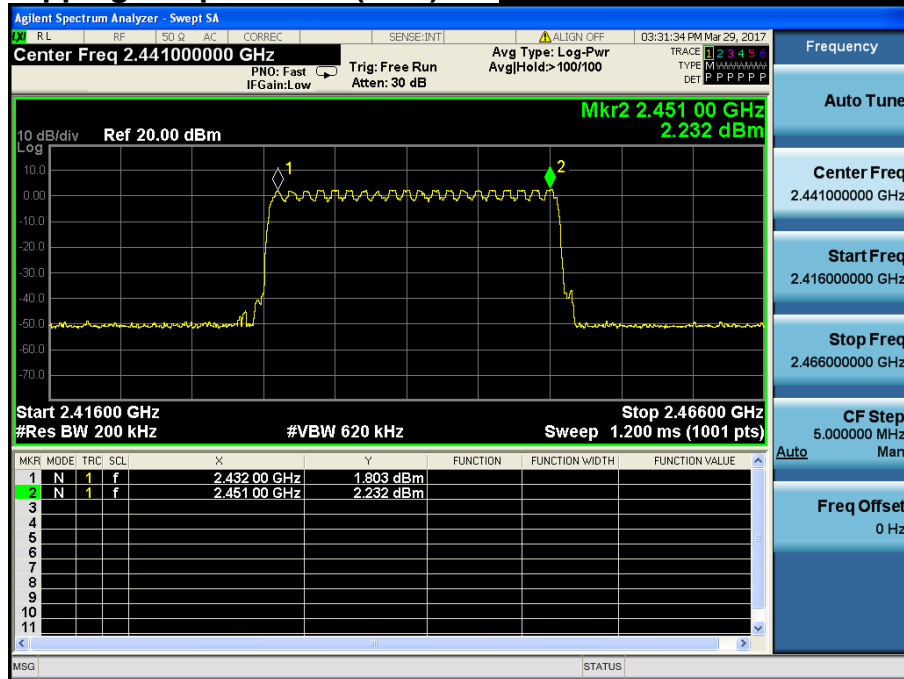 Agilent Spectrum Analyzer - Swept SA
LXI RL RF 50 Ω AC CORREC SENSE:INT ALIGN OFF 03:31:34 PM Mar 29, 2017
Center Freq 2.441000000 GHz
PNO: Fast
IFGain:Low
Trig: Free Run
Atten: 30 dB
Avg Type: Log-Pwr
Avg|Hold:>100/100
TRACE 1 2 3 4 5 6
TYPE M
DET P P P P P P
Mkr2 2.451 00 GHz
2.232 dBm
10 dB/div Ref 20.00 dBm
Log
10.0
0.00
-10.0
-20.0
-30.0
-40.0
-50.0
-60.0
-70.0
1
2
Start 2.41600 GHz Stop 2.46600 GHz
#Res BW 200 kHz #VBW 620 kHz Sweep 1.200 ms (1001 pts)
MKR MODE TRC SCL X Y FUNCTION FUNCTION WIDTH FUNCTION VALUE
1 N 1 f 2.432 00 GHz 1.803 dBm
2 N 1 f 2.451 00 GHz 2.232 dBm
3
4
5
6
7
8
9
10
11
MSG STATUS
Frequency
Auto Tune
Center Freq
2.441000000 GHz
Start Freq
2.416000000 GHz
Stop Freq
2.466000000 GHz
CF Step
5.000000 MHz
Auto Man
Freq Offset
0 Hz